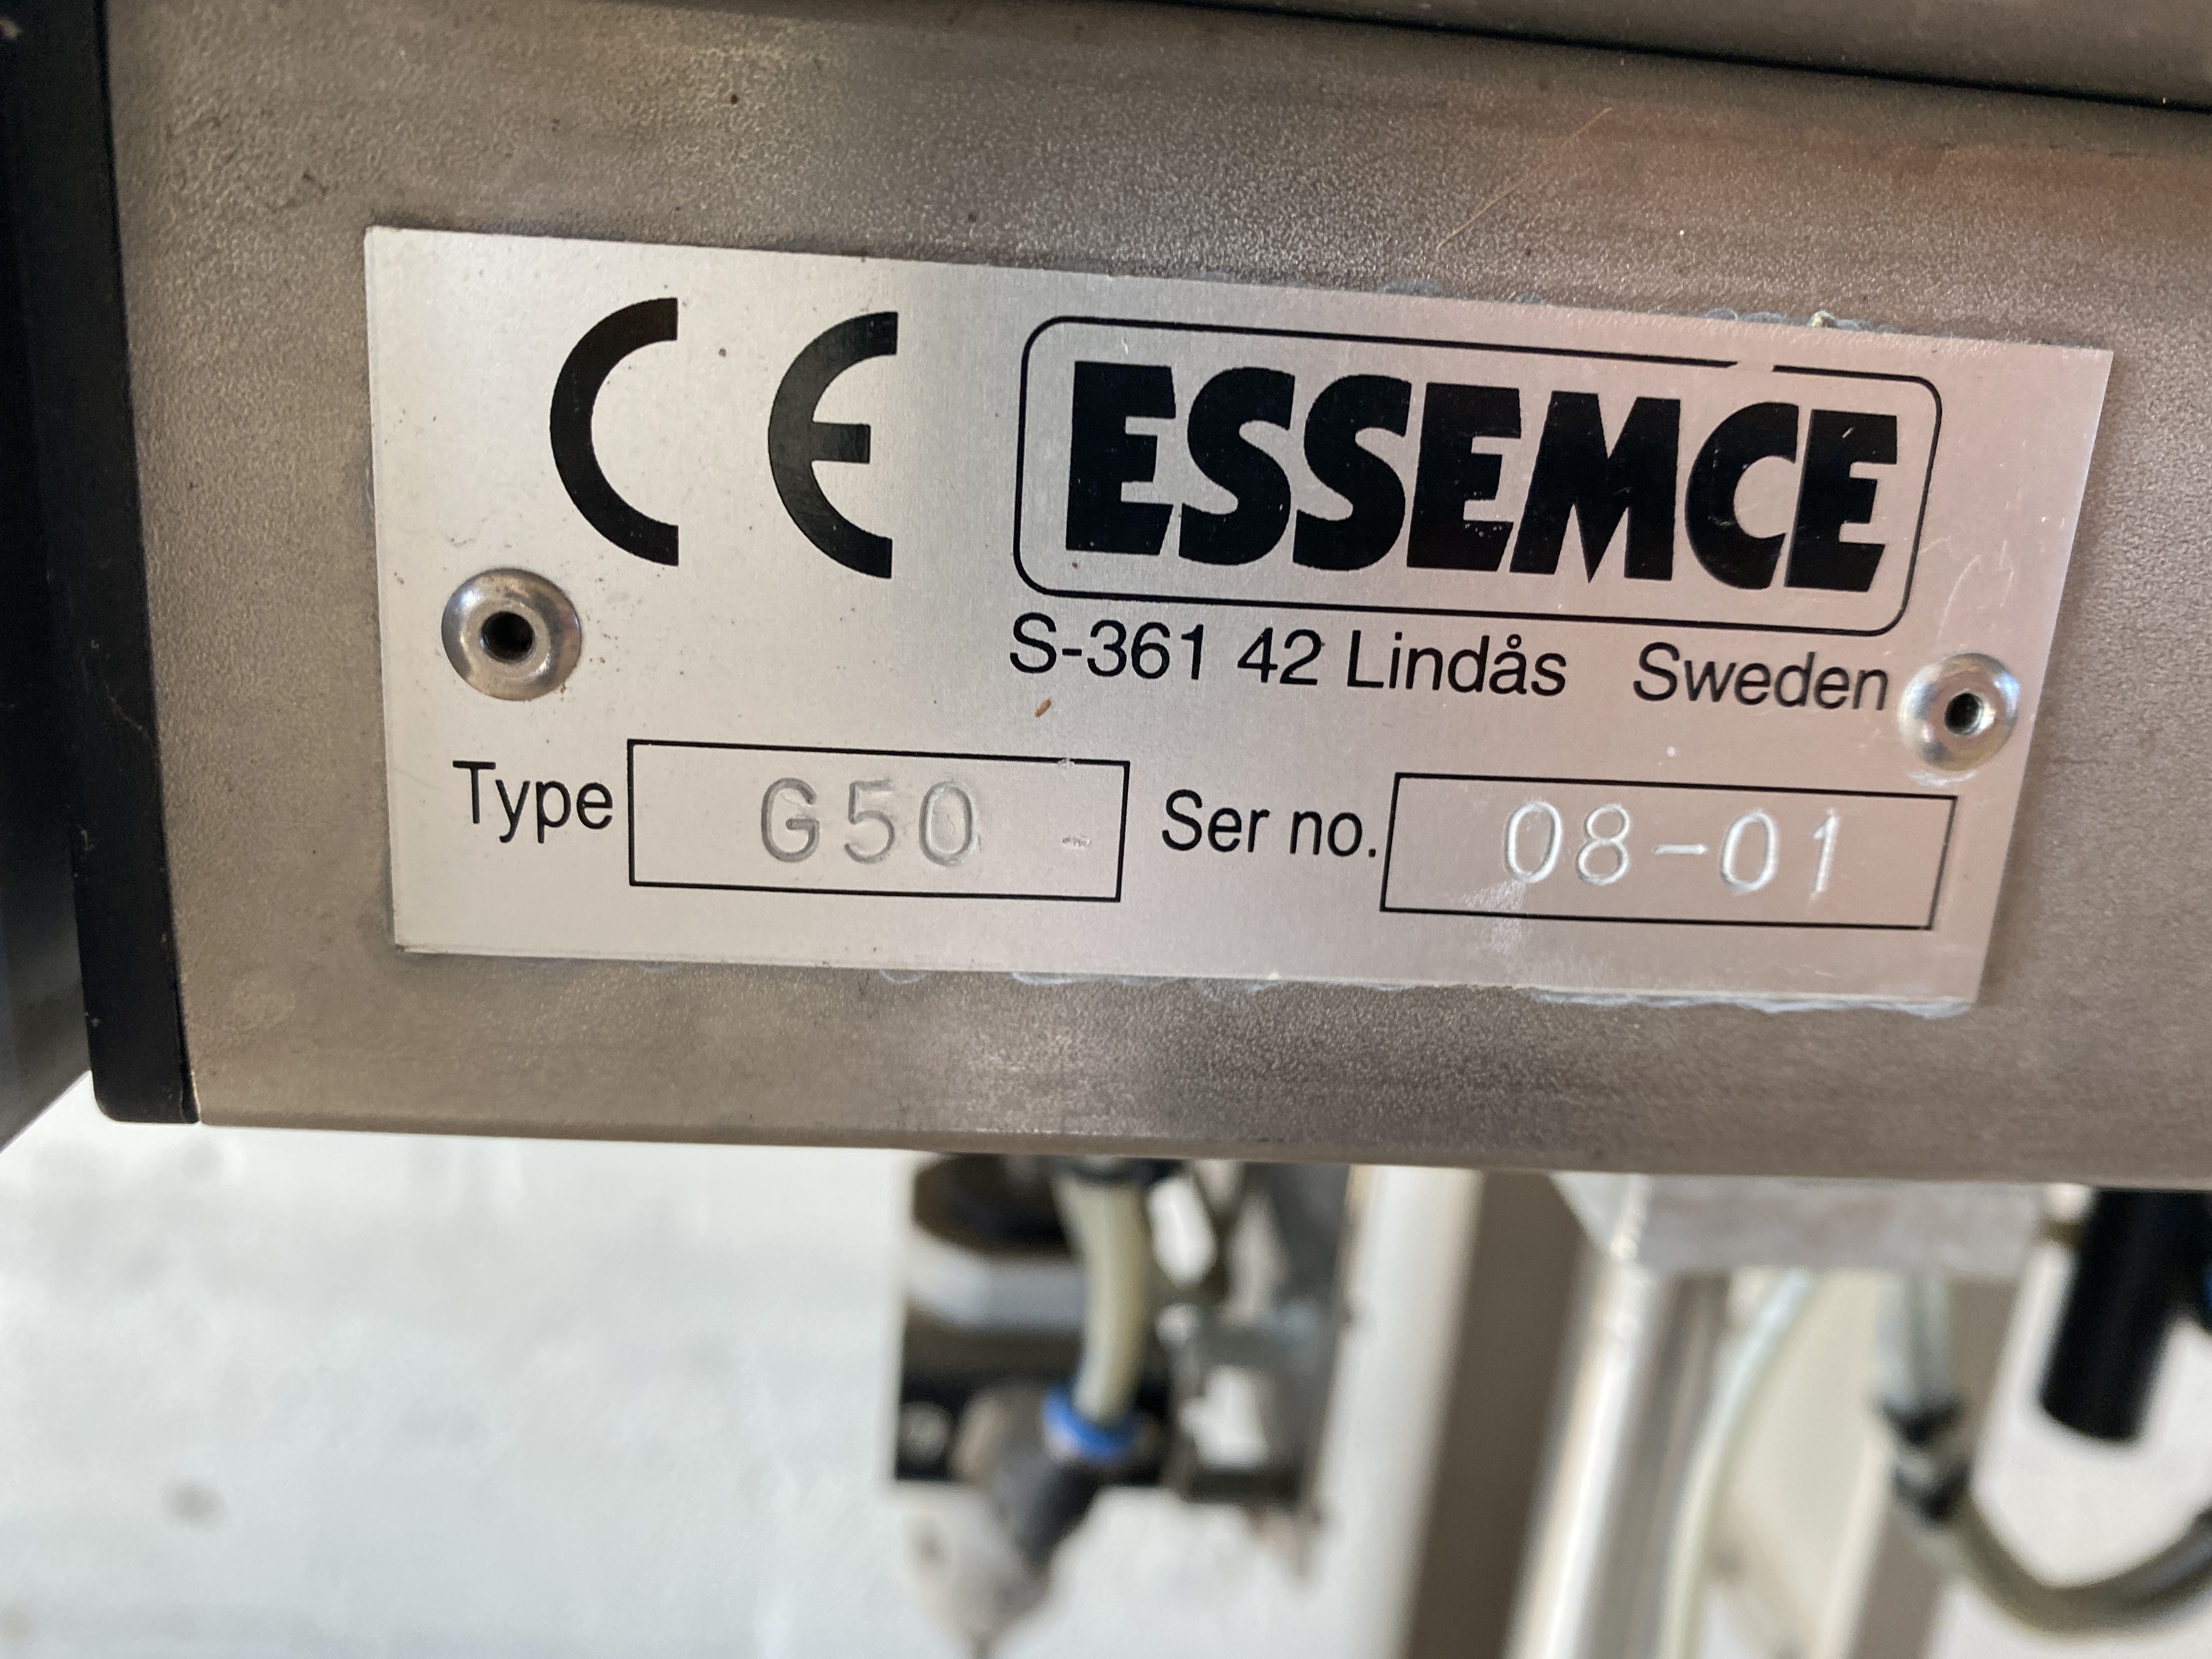 CE ESSEMCE
S-361 42 Lindås Sweden
Type G50 Ser no. 08-01